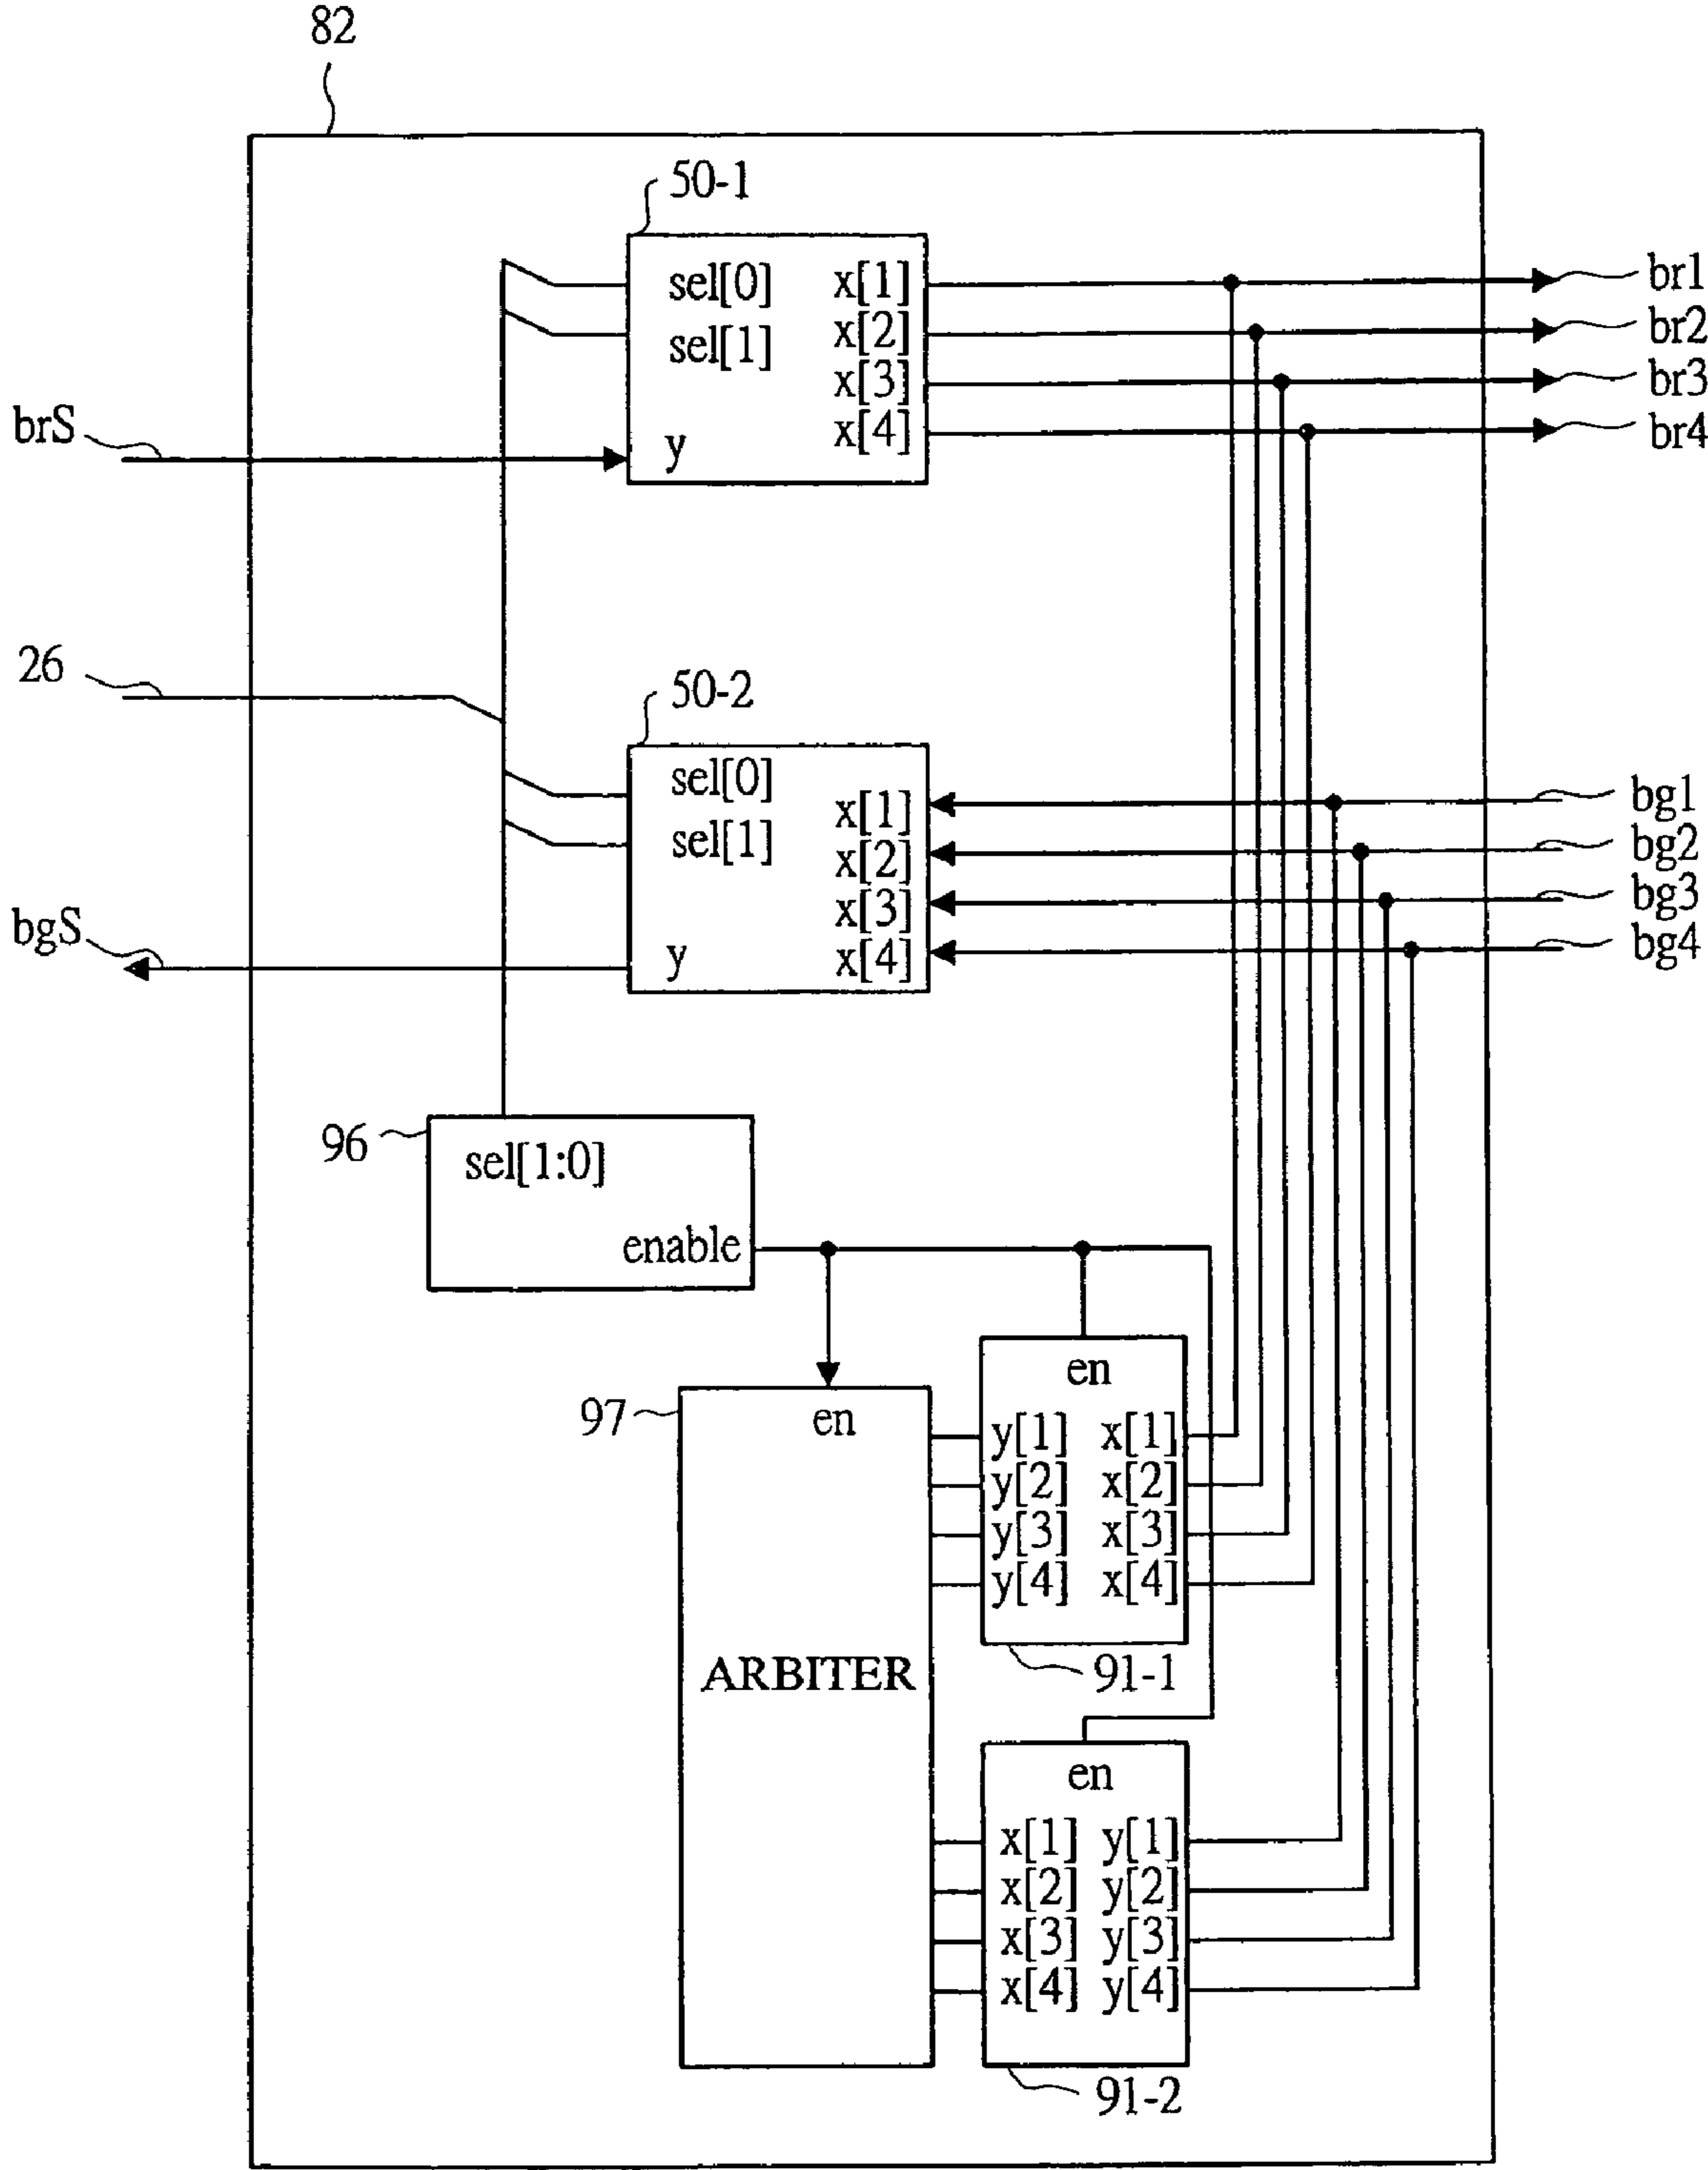 82
50-1
sel[0] x[1]
sel[1] x[2]
x[3]
y x[4]
br1
br2
br3
br4
brS
26
50-2
sel[0] x[1]
sel[1] x[2]
x[3]
y x[4]
bg1
bg2
bg3
bg4
bgS
96
sel[1:0]
enable
97
en
ARBITER
en
y[1] x[1]
y[2] x[2]
y[3] x[3]
y[4] x[4]
91-1
en
x[1] y[1]
x[2] y[2]
x[3] y[3]
x[4] y[4]
91-2